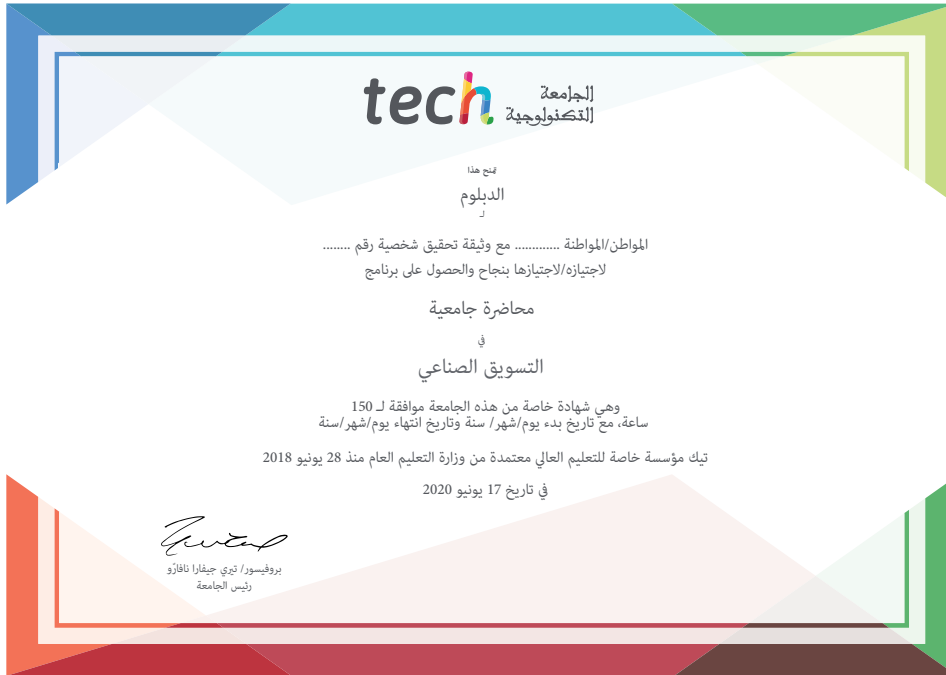 tech الجامعة
التكنولوجية
يمنح هذا
الدبلوم
لـ
المواطن/المواطنة ............ مع وثيقة تحقيق شخصية رقم ........
لاجتيازه/لاجتيازها بنجاح والحصول على برنامج
محاضرة جامعية
في
التسويق الصناعي
وهي شهادة خاصة من هذه الجامعة موافقة لـ 150
ساعة، مع تاريخ بدء يوم/شهر/ سنة وتاريخ انتهاء يوم/شهر/سنة
تيك مؤسسة خاصة للتعليم العالي معتمدة من وزارة التعليم العام منذ 28 يونيو 2018
في تاريخ 17 يونيو 2020
بروفيسور/ تيري جيفارا نافارّو
رئيس الجامعة